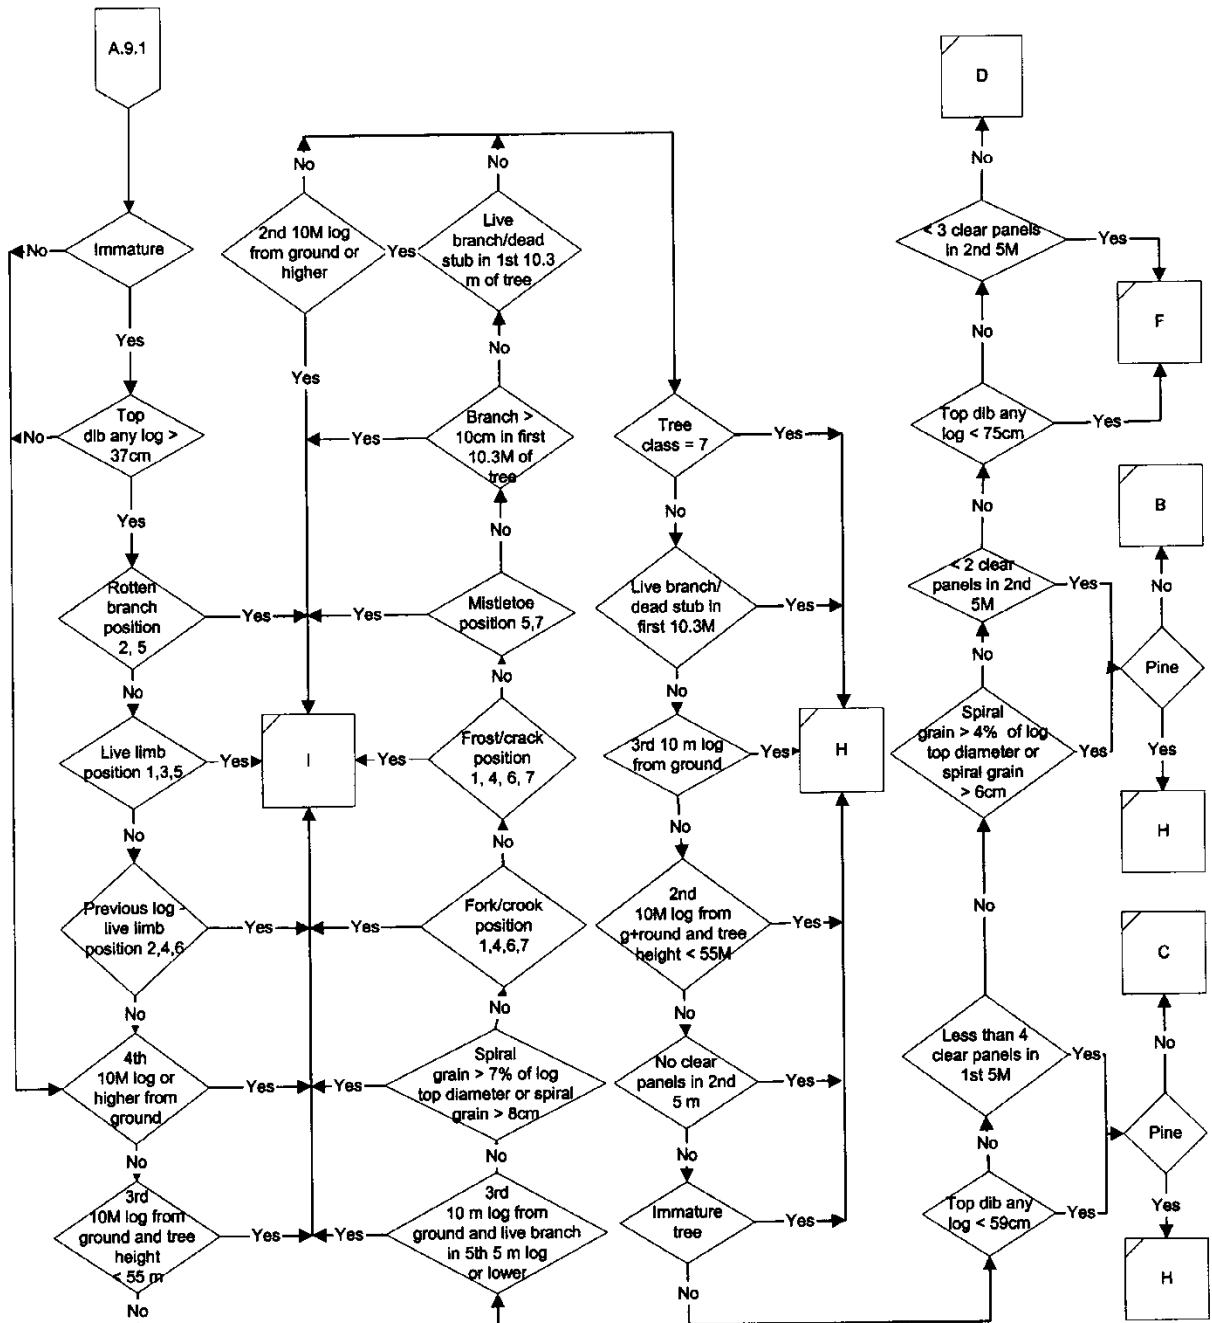 A.9.1
No
Immature
Yes
No
Top
dib any log >
37cm
Yes
Rotten
branch
position
2, 5
Yes
No
Live limb
position 1,3,5
Yes
No
Previous log -
live limb
position 2,4,6
Yes
No
4th
10M log or
higher from
ground
Yes
No
3rd
10M log from
ground and tree
height
< 55 m
Yes
No
No
2nd 10M log
from ground or
higher
Yes
Yes
I
No
Live
branch/dead
stub in 1st 10.3
m of tree
No
Branch >
10cm in first
10.3M of
tree
Yes
No
Mistletoe
position 5,7
Yes
No
Frost/crack
position
1, 4, 6, 7
Yes
No
Fork/crook
position
1,4,6,7
Yes
No
Spiral
grain > 7% of log
top diameter or spiral
grain > 8cm
Yes
No
3rd
10 m log from
ground and live branch
in 5th 5 m log
or lower
Yes
Tree
class = 7
Yes
No
Live branch/
dead stub in
first 10.3M
Yes
No
3rd 10 m log
from ground
Yes
H
No
2nd
10M log from
g+round and tree
height < 55M
Yes
No
No clear
panels in 2nd
5 m
Yes
No
Immature
tree
Yes
No
D
No
< 3 clear panels
in 2nd 5M
Yes
F
No
Top dib any
log < 75cm
Yes
No
< 2 clear
panels in 2nd
5M
Yes
B
No
Pine
Yes
H
No
Spiral
grain > 4% of log
top diameter or
spiral grain
> 6cm
Yes
No
Less than 4
clear panels in
1st 5M
Yes
C
No
Pine
Yes
H
No
Top dib any
log < 59cm
Yes